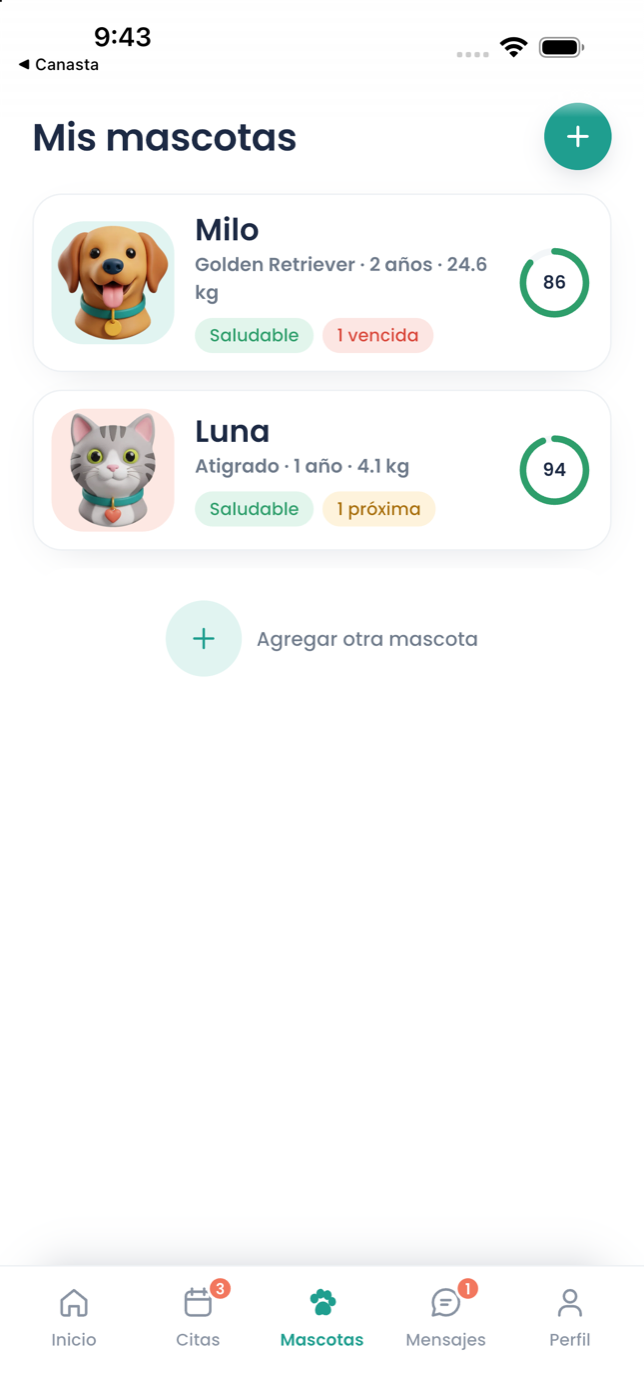 9:43
◀ Canasta
Mis mascotas
Milo
Golden Retriever · 2 años · 24.6
kg
86
Saludable
1 vencida
Luna
Atigrado · 1 año · 4.1 kg
94
Saludable
1 próxima
Agregar otra mascota
3
1
Inicio
Citas
Mascotas
Mensajes
Perfil